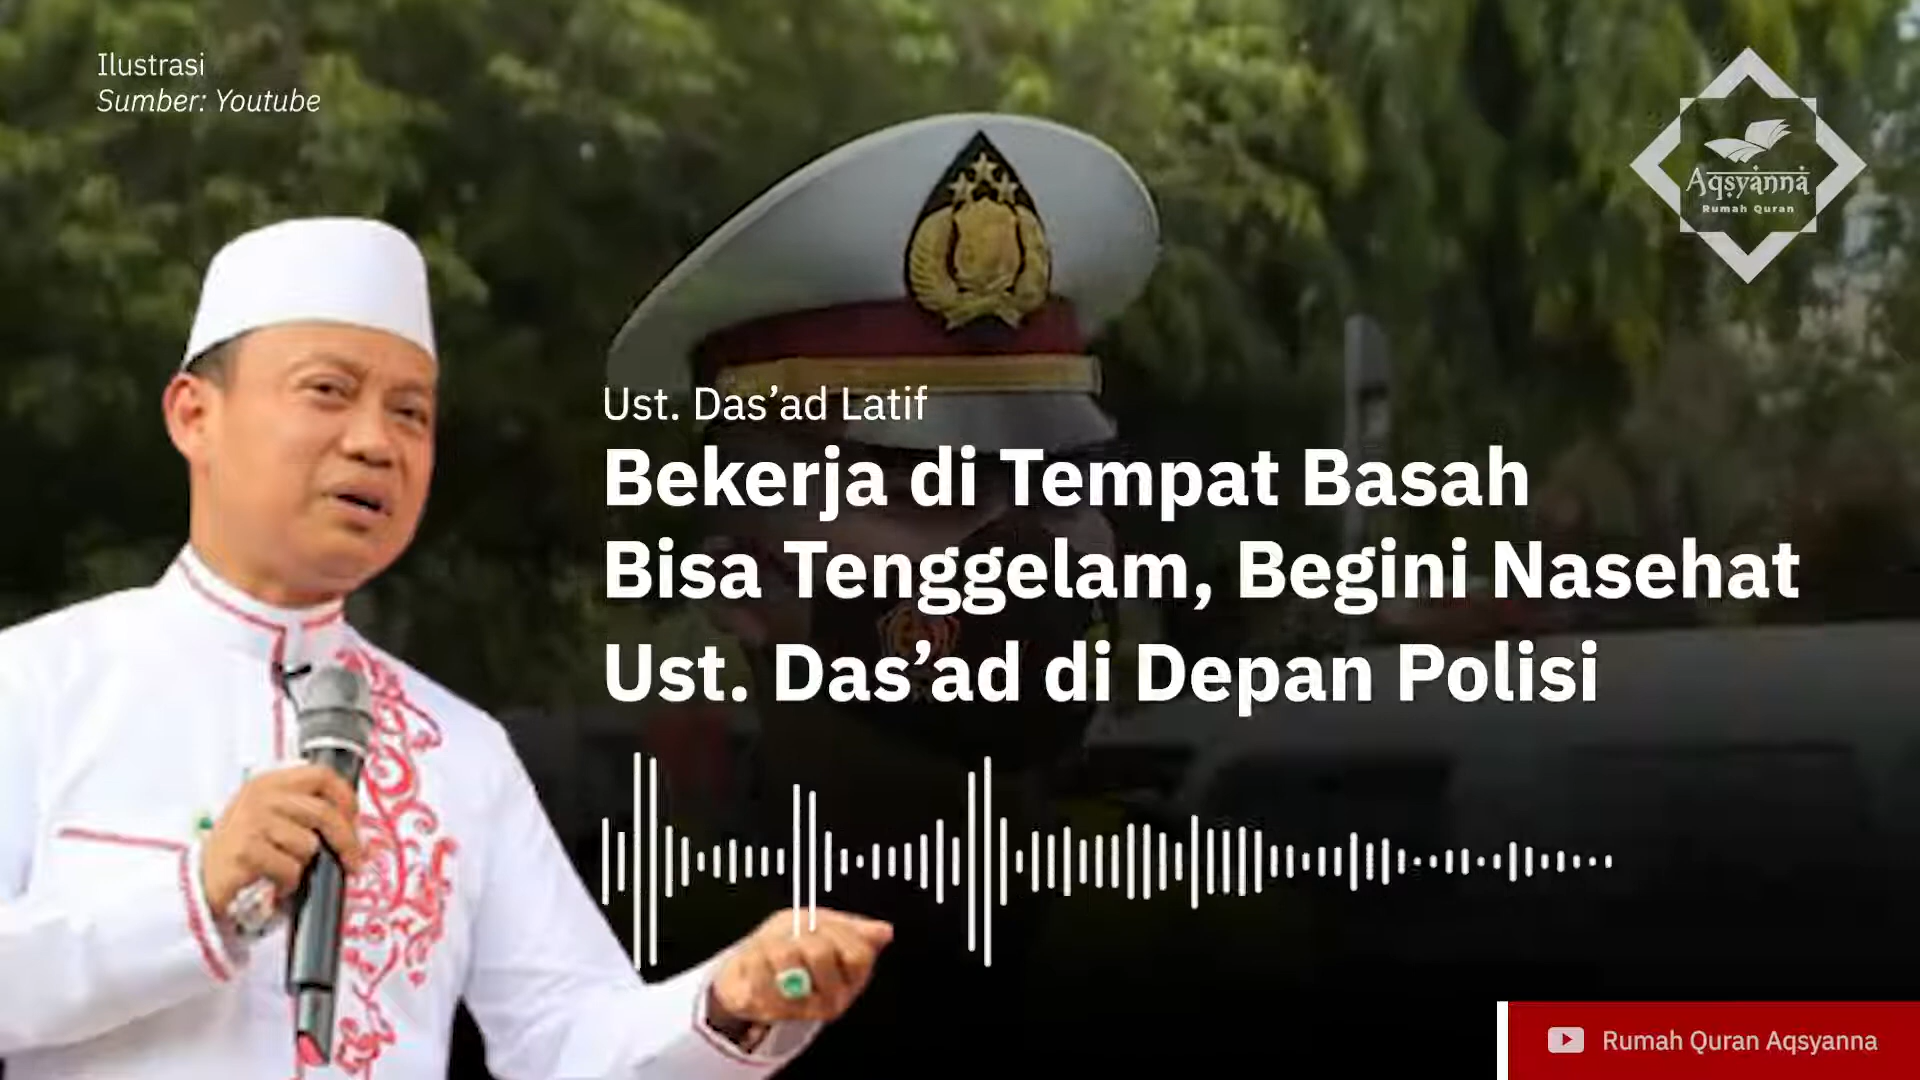 Ilustrasi
Sumber: Youtube
Aqsyanna
Rumah Quran
Ust. Das’ad Latif
Bekerja di Tempat Basah
Bisa Tenggelam, Begini Nasehat
Ust. Das’ad di Depan Polisi
Rumah Quran Aqsyanna